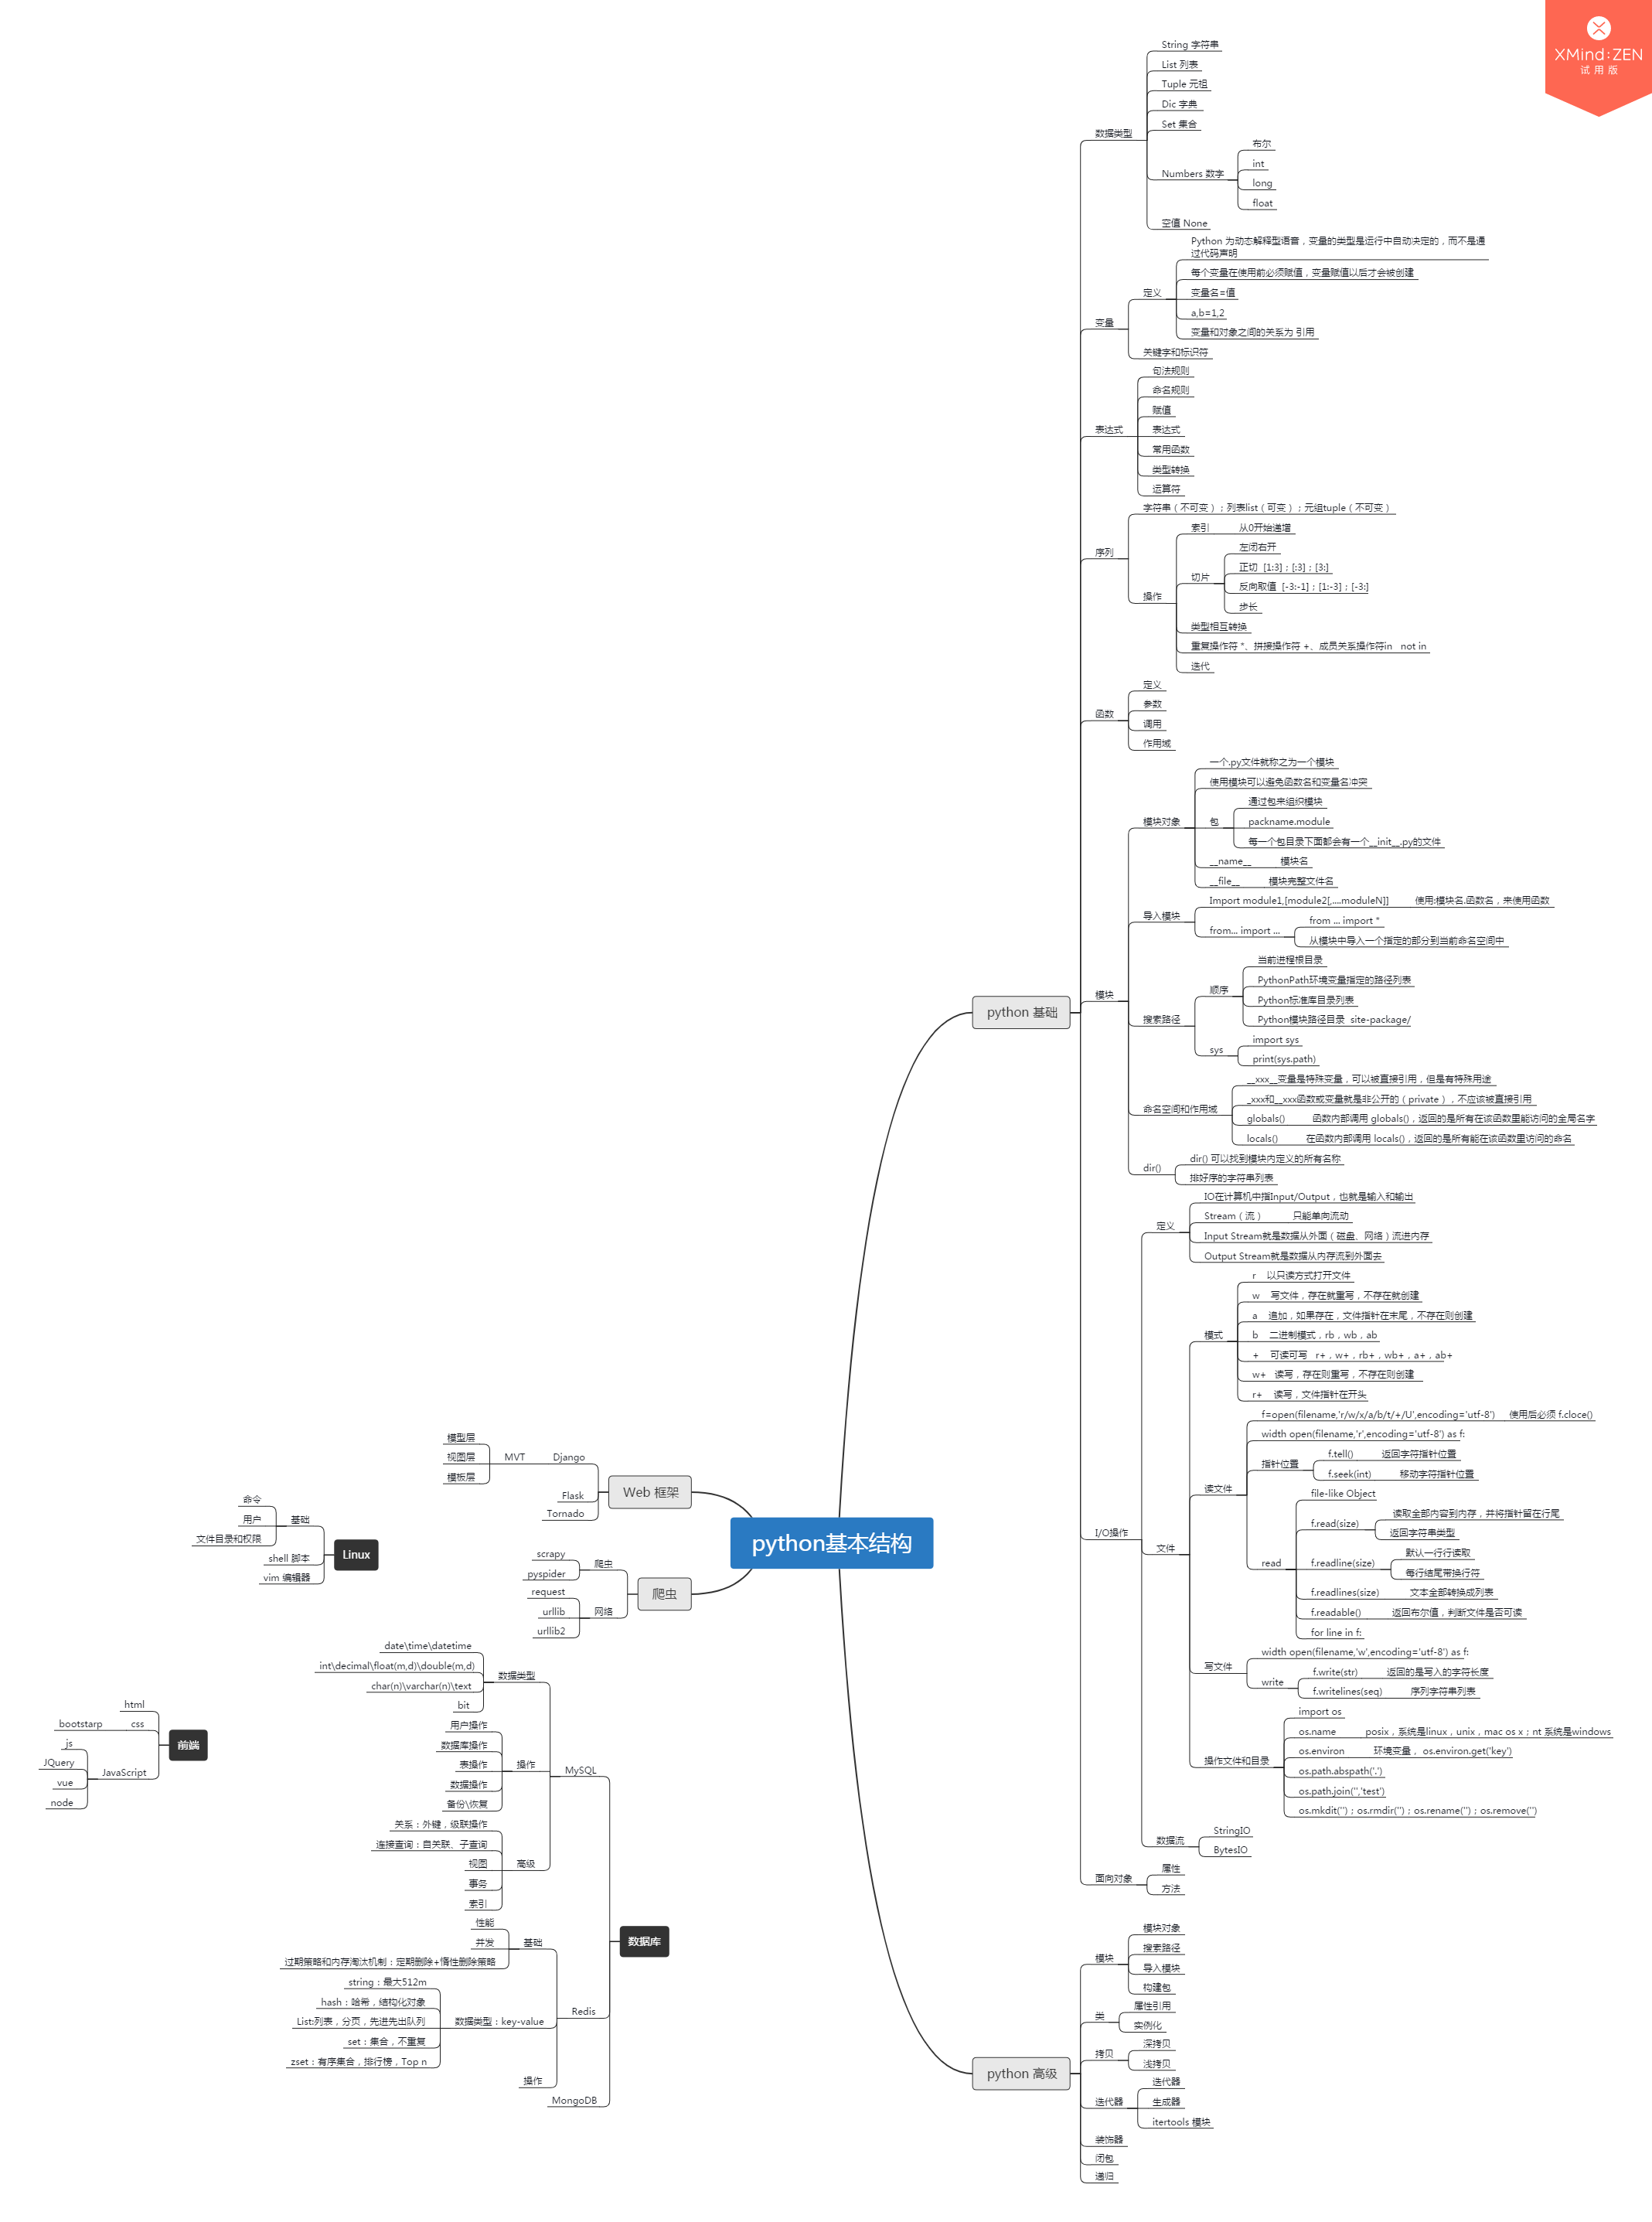 XMind:ZEN
试用版
python基本结构
python 基础
数据类型
String 字符串
List 列表
Tuple 元祖
Dic 字典
Set 集合
Numbers 数字
布尔
int
long
float
空值 None
变量
定义
Python 为动态解释型语音，变量的类型是运行中自动决定的，而不是通
过代码声明
每个变量在使用前必须赋值，变量赋值以后才会被创建
变量名=值
a,b=1,2
变量和对象之间的关系为 引用
关键字和标识符
表达式
句法规则
命名规则
赋值
表达式
常用函数
类型转换
运算符
序列
字符串（不可变）；列表list（可变）；元组tuple（不可变）
操作
索引
从0开始递增
切片
左闭右开
正切 [1:3]；[:3]；[3:]
反向取值 [-3:-1]；[1:-3]；[-3:]
步长
类型相互转换
重复操作符 *、拼接操作符 +、成员关系操作符in not in
迭代
函数
定义
参数
调用
作用域
模块
模块对象
一个.py文件就称之为一个模块
使用模块可以避免函数名和变量名冲突
包
通过包来组织模块
packname.module
每一个包目录下面都会有一个__init__.py的文件
__name__
模块名
__file__
模块完整文件名
导入模块
Import module1,[module2[,....moduleN]]
使用:模块名.函数名，来使用函数
from... import ...
from ... import *
从模块中导入一个指定的部分到当前命名空间中
搜索路径
顺序
当前进程根目录
PythonPath环境变量指定的路径列表
Python标准库目录列表
Python模块路径目录 site-package/
sys
import sys
print(sys.path)
命名空间和作用域
__xxx__变量是特殊变量，可以被直接引用，但是有特殊用途
_xxx和__xxx函数或变量就是非公开的（private），不应该被直接引用
globals()
函数内部调用 globals()，返回的是所有在该函数里能访问的全局名字
locals()
在函数内部调用 locals()，返回的是所有能在该函数里访问的命名
dir()
dir() 可以找到模块内定义的所有名称
排好序的字符串列表
I/O操作
定义
IO在计算机中指Input/Output，也就是输入和输出
Stream（流）
只能单向流动
Input Stream就是数据从外面（磁盘、网络）流进内存
Output Stream就是数据从内存流到外面去
文件
模式
r 以只读方式打开文件
w 写文件，存在就重写，不存在就创建
a 追加，如果存在，文件指针在末尾，不存在则创建
b 二进制模式，rb，wb，ab
+ 可读可写 r+，w+，rb+，wb+，a+，ab+
w+ 读写，存在则重写，不存在则创建
r+ 读写，文件指针在开头
读文件
f=open(filename,'r/w/x/a/b/t/+/U',encoding='utf-8')
使用后必须 f.cloce()
width open(filename,'r',encoding='utf-8') as f:
指针位置
f.tell()
返回字符指针位置
f.seek(int)
移动字符指针位置
read
file-like Object
f.read(size)
读取全部内容到内存，并将指针留在行尾
返回字符串类型
f.readline(size)
默认一行行读取
每行结尾带换行符
f.readlines(size)
文本全部转换成列表
f.readable()
返回布尔值，判断文件是否可读
for line in f:
写文件
width open(filename,'w',encoding='utf-8') as f:
write
f.write(str)
返回的是写入的字符长度
f.writelines(seq)
序列字符串列表
操作文件和目录
import os
os.name
posix，系统是linux，unix，mac os x；nt 系统是windows
os.environ
环境变量， os.environ.get('key')
os.path.abspath('.')
os.path.join('','test')
os.mkdit('')；os.rmdir('')；os.rename('')；os.remove('')
数据流
StringIO
BytesIO
面向对象
属性
方法
python 高级
模块
模块对象
搜索路径
导入模块
构建包
类
属性引用
实例化
拷贝
深拷贝
浅拷贝
迭代器
迭代器
生成器
itertools 模块
装饰器
闭包
递归
Web 框架
Django
MVT
模型层
视图层
模板层
Flask
Tornado
爬虫
爬虫
scrapy
pyspider
网络
request
urllib
urllib2
Linux
基础
命令
用户
文件目录和权限
shell 脚本
vim 编辑器
前端
html
css
bootstarp
JavaScript
js
JQuery
vue
node
数据库
MySQL
数据类型
date\time\datetime
int\decimal\float(m,d)\double(m,d)
char(n)\varchar(n)\text
bit
操作
用户操作
数据库操作
表操作
数据操作
备份\恢复
高级
关系：外键，级联操作
连接查询：自关联、子查询
视图
事务
索引
Redis
基础
性能
并发
过期策略和内存淘汰机制：定期删除+惰性删除策略
数据类型：key-value
string：最大512m
hash：哈希，结构化对象
List:列表，分页，先进先出队列
set：集合，不重复
zset：有序集合，排行榜，Top n
操作
MongoDB